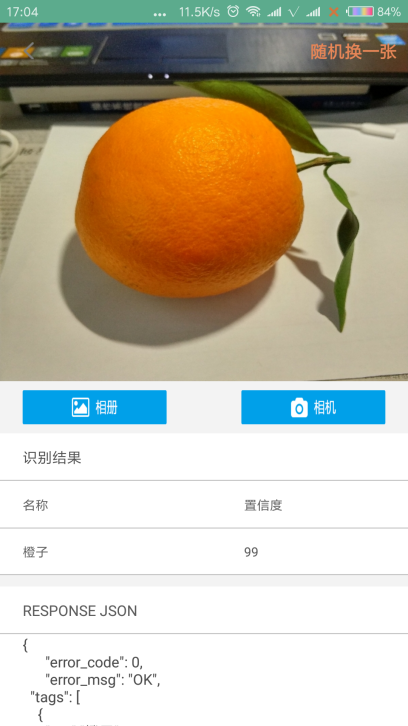 17:04 ... 11.5K/s 84%
随机换一张
相册 相机
识别结果
名称 置信度
橙子 99
RESPONSE JSON
{
"error_code": 0,
"error_msg": "OK",
"tags": [
{